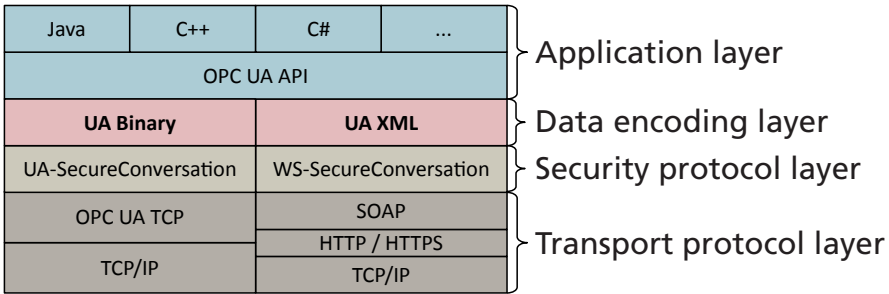 Java
C++
C#
...
OPC UA API
Application layer
UA Binary
UA XML
Data encoding layer
UA-SecureConversation
WS-SecureConversation
Security protocol layer
OPC UA TCP
SOAP
HTTP / HTTPS
TCP/IP
TCP/IP
Transport protocol layer